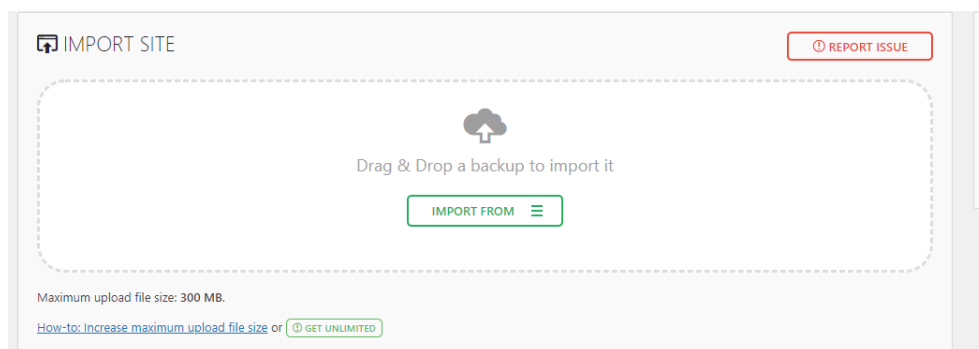 IMPORT SITE
REPORT ISSUE
Drag & Drop a backup to import it
IMPORT FROM
Maximum upload file size: 300 MB.
How-to: Increase maximum upload file size or GET UNLIMITED